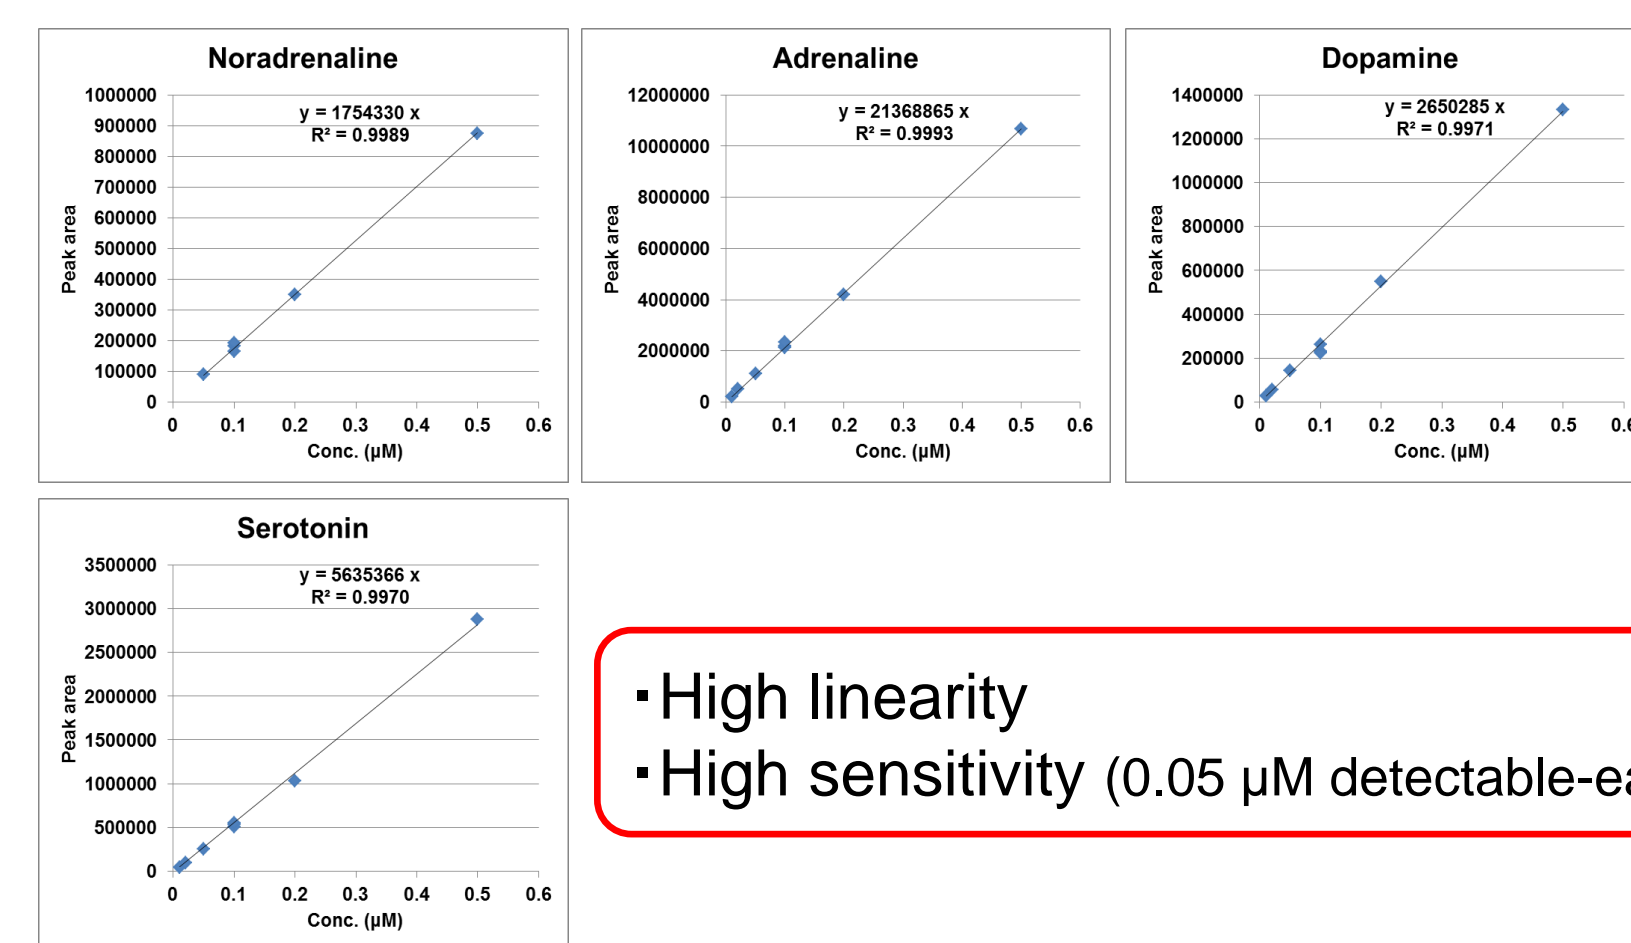 Noradrenaline
y = 1754330 x
R² = 0.9989
1000000
900000
800000
700000
600000
500000
400000
300000
200000
100000
0
Peak area
0 0.1 0.2 0.3 0.4 0.5 0.6
Conc. (µM)
Adrenaline
y = 21368865 x
R² = 0.9993
12000000
10000000
8000000
6000000
4000000
2000000
0
Peak area
0 0.1 0.2 0.3 0.4 0.5 0.6
Conc. (µM)
Dopamine
y = 2650285 x
R² = 0.9971
1400000
1200000
1000000
800000
600000
400000
200000
0
Peak area
0 0.1 0.2 0.3 0.4 0.5 0.6
Conc. (µM)
Serotonin
y = 5635366 x
R² = 0.9970
3500000
3000000
2500000
2000000
1500000
1000000
500000
0
Peak area
0 0.1 0.2 0.3 0.4 0.5 0.6
Conc. (µM)
･High linearity
･High sensitivity (0.05 µM detectable-ea